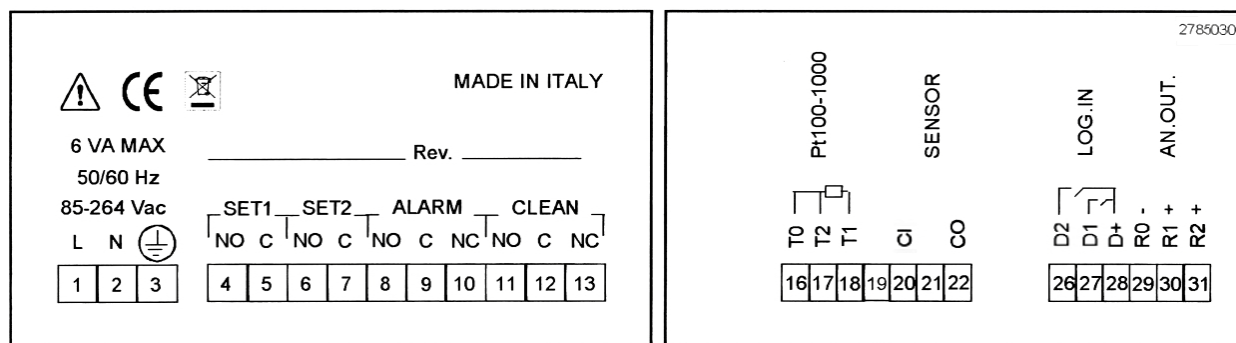 CE
MADE IN ITALY
6 VA MAX
50/60 Hz
85-264 Vac
Rev.
SET1 SET2 ALARM CLEAN
L N NO C NO C NO C NC NO C NC
1 2 3 4 5 6 7 8 9 10 11 12 13
2785030
Pt100-1000
SENSOR
LOG.IN
AN.OUT.
T0 T2 T1 CI CO D2 D1 D+ R0 - R1 + R2 +
16 17 18 19 20 21 22 26 27 28 29 30 31